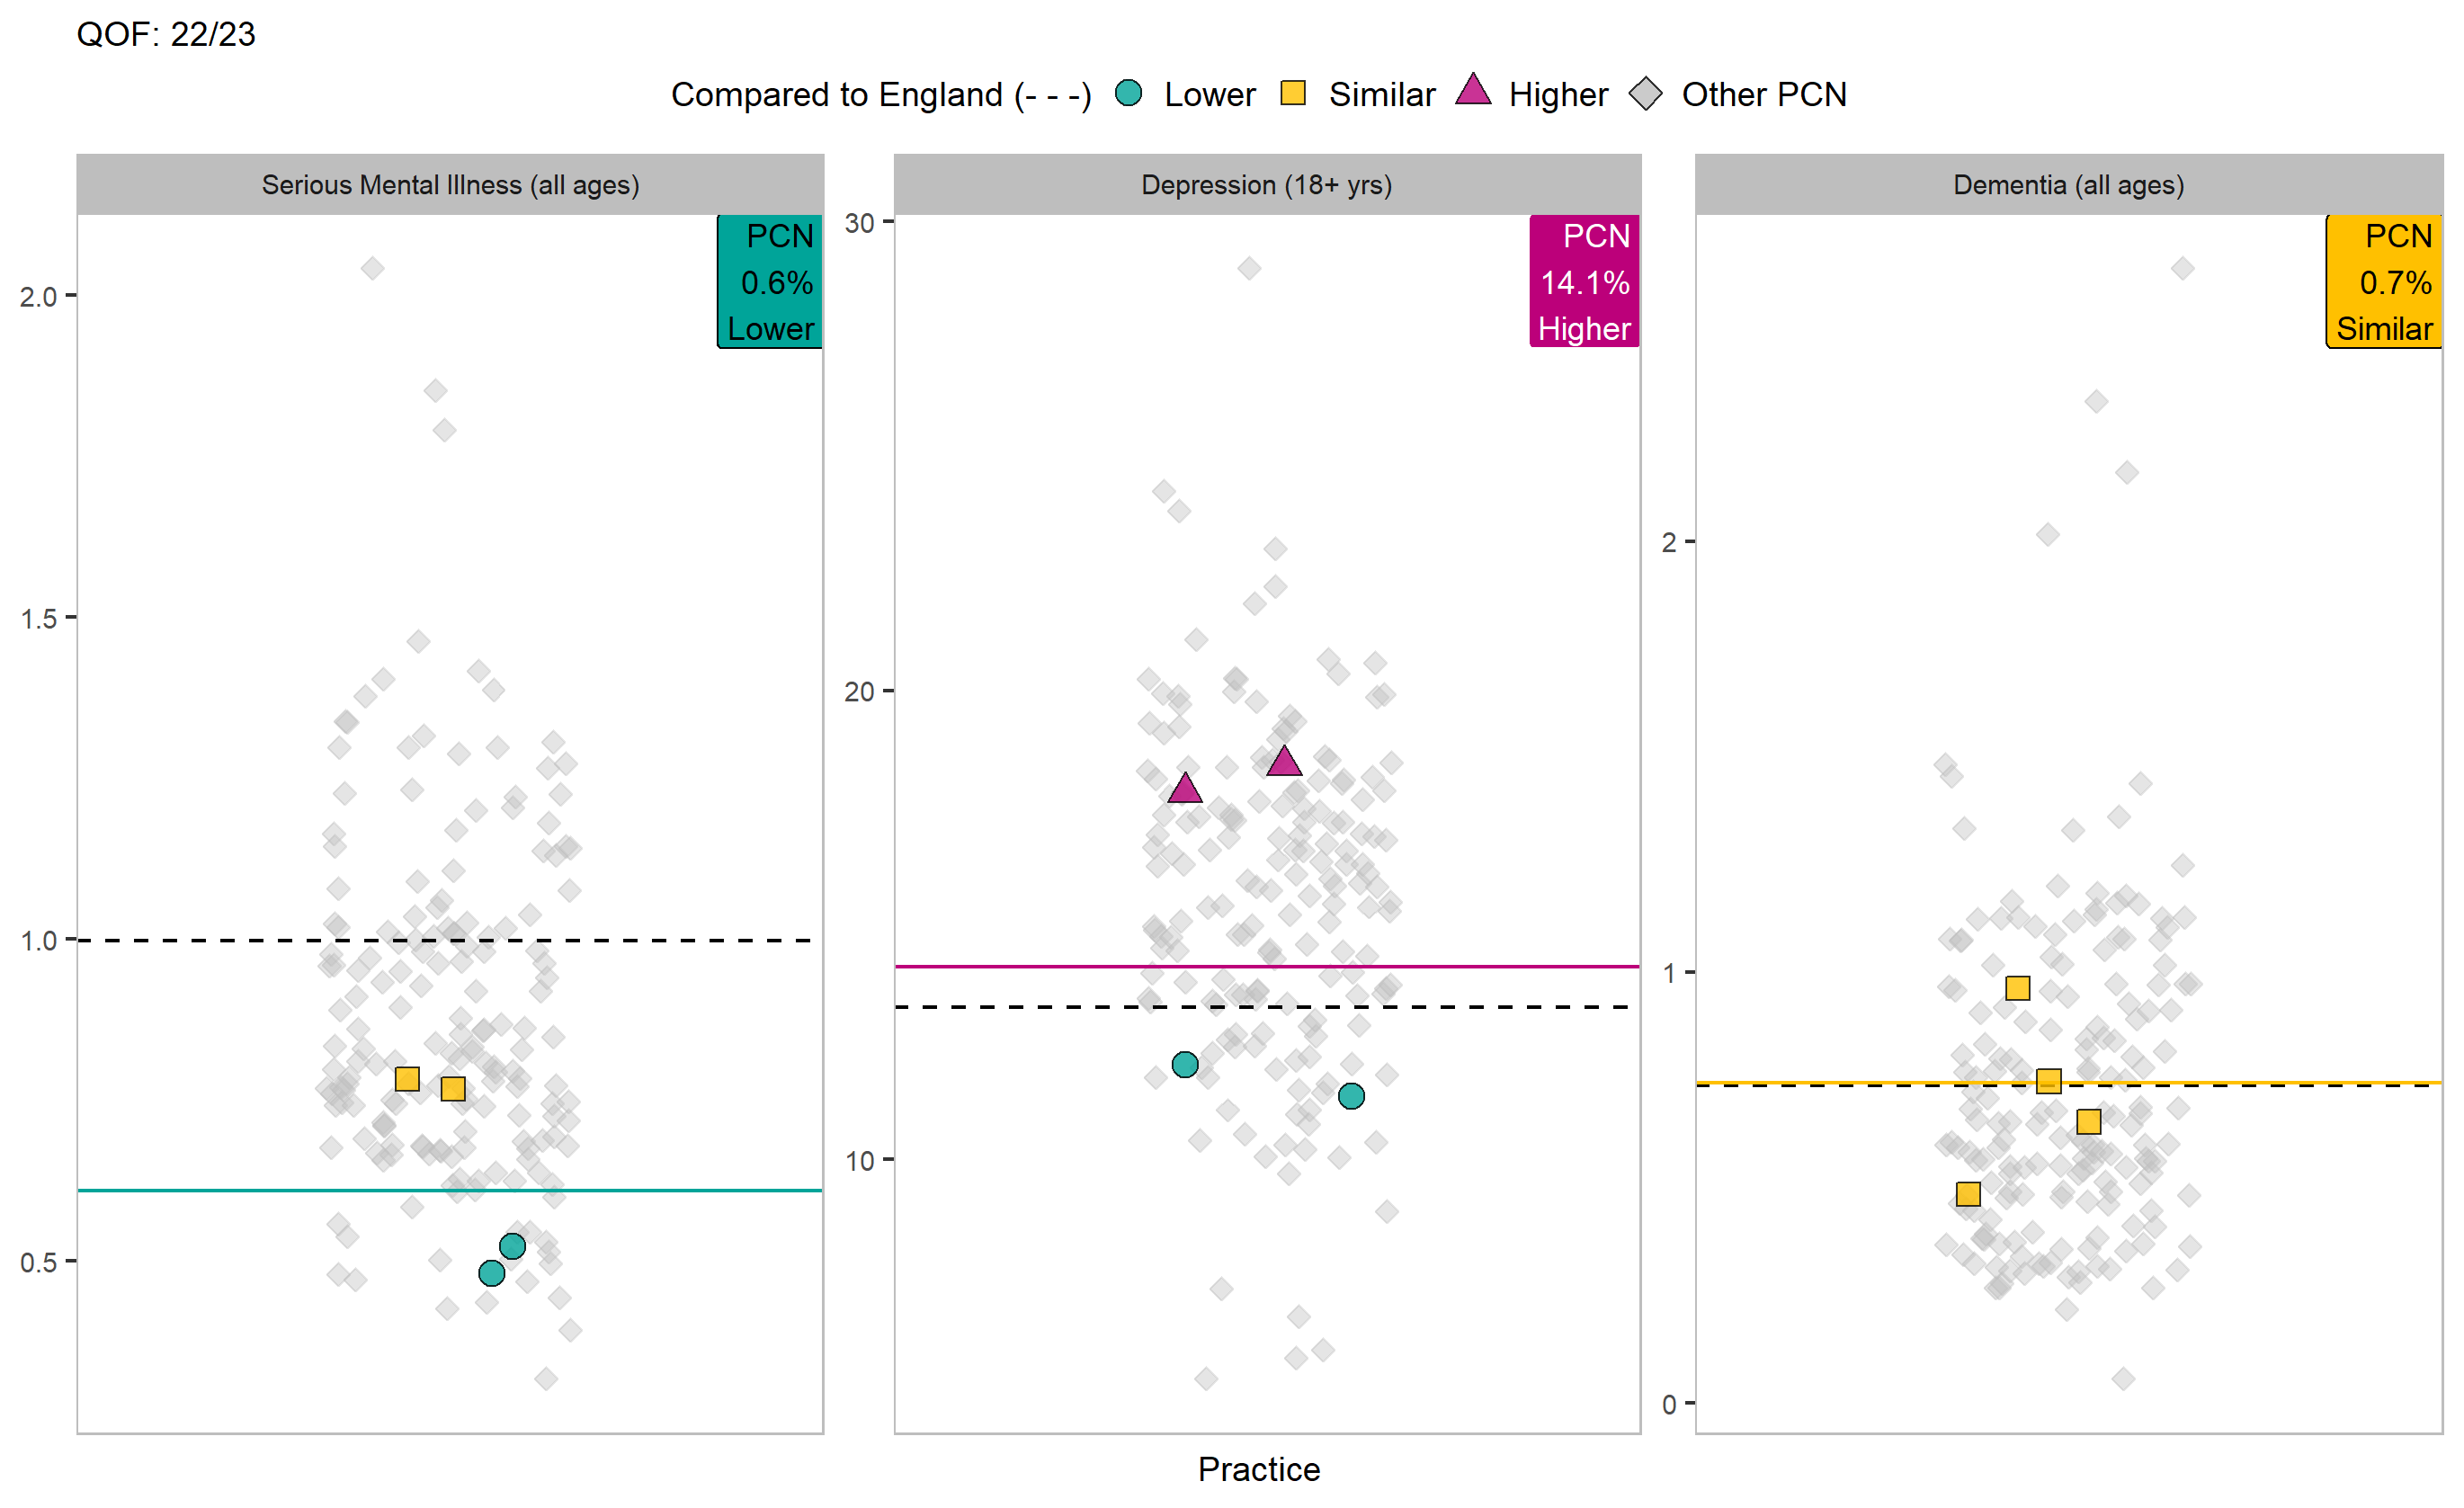 QOF: 22/23
Compared to England (- - -) Lower Similar Higher Other PCN
Serious Mental Illness (all ages)
PCN
0.6%
Lower
2.0
1.5
1.0
0.5
Depression (18+ yrs)
PCN
14.1%
Higher
30
20
10
Dementia (all ages)
PCN
0.7%
Similar
2
1
0
Practice